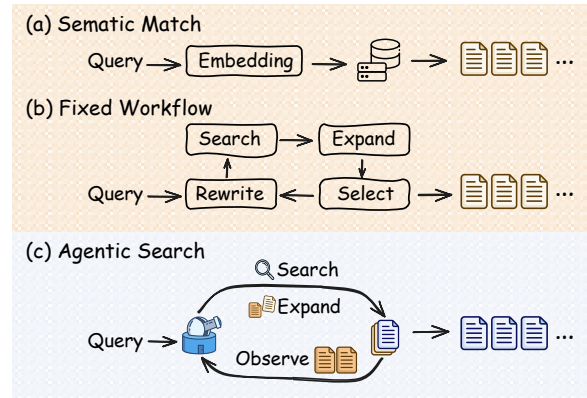 (a) Sematic Match
Query
Embedding
...
(b) Fixed Workflow
Search
Expand
Query
Rewrite
Select
...
(c) Agentic Search
Search
Expand
Query
Observe
...